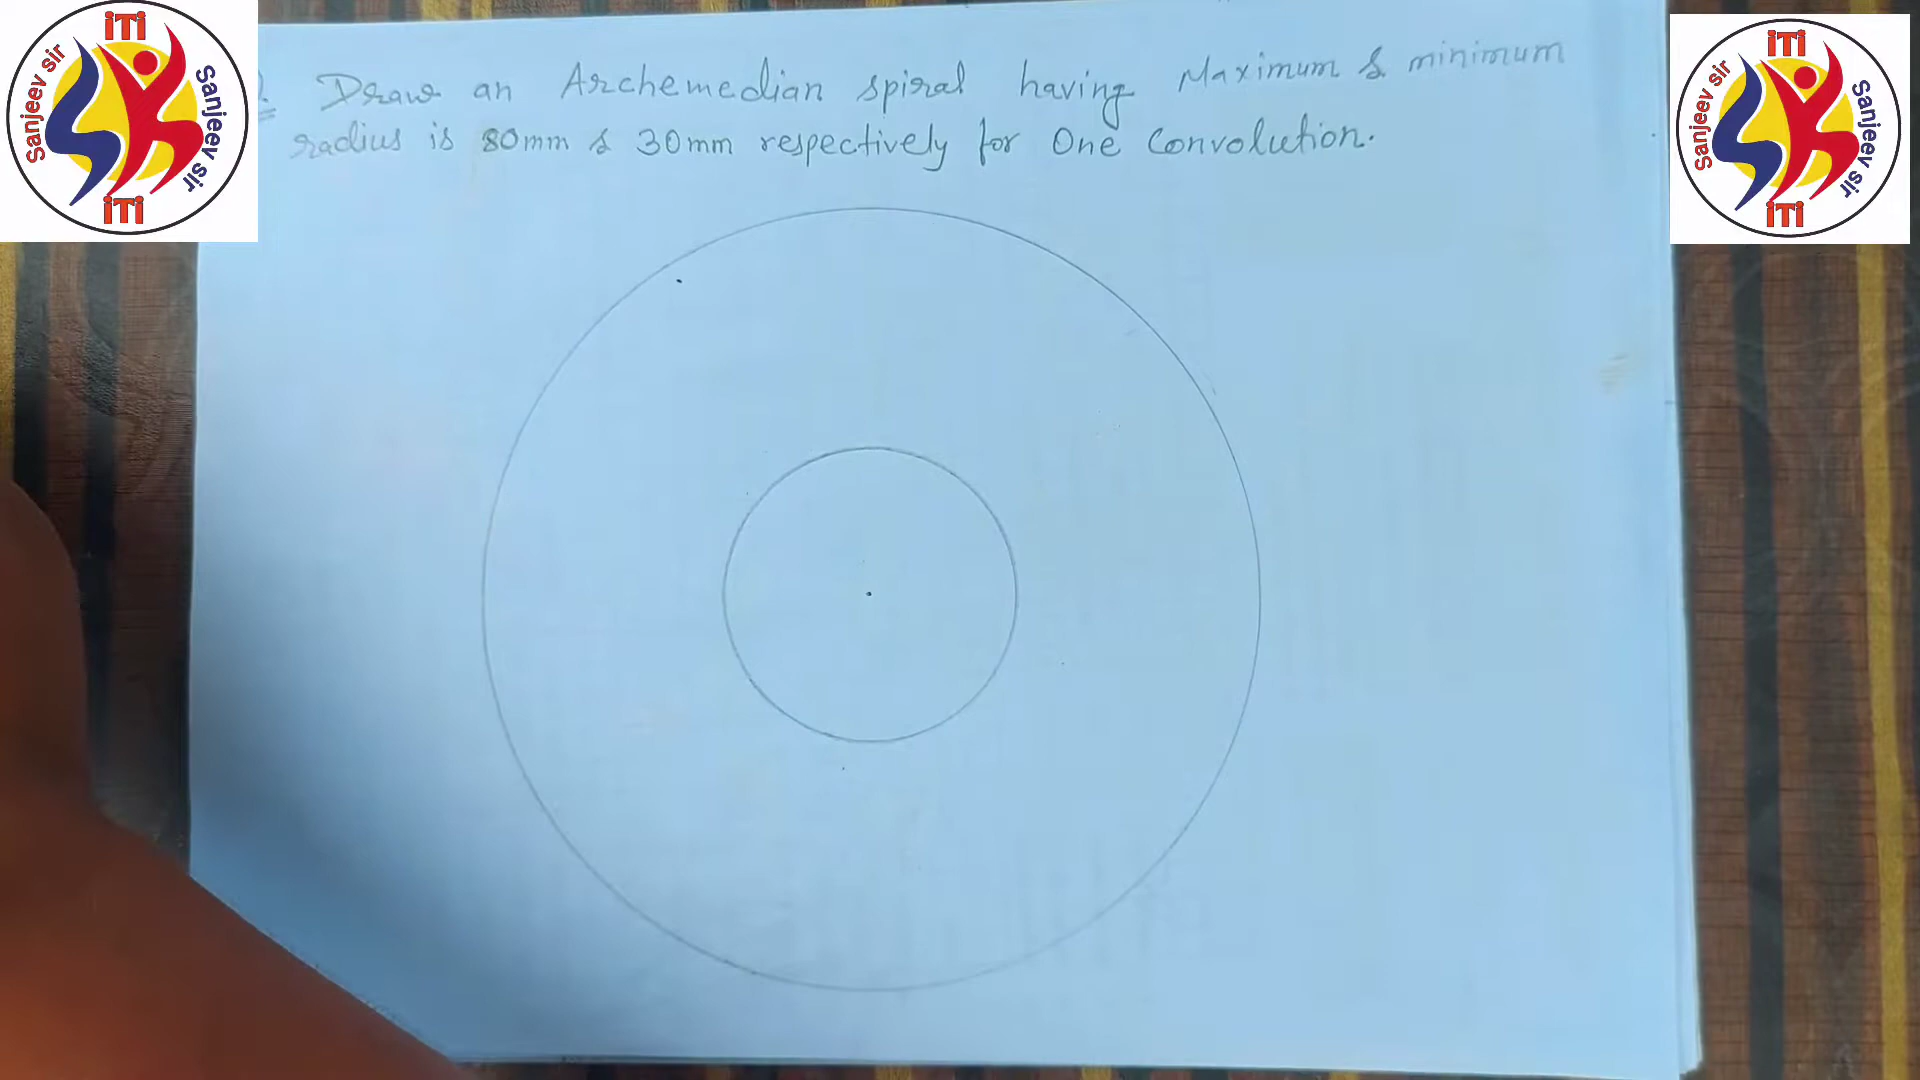 iTi
Sanjeev sir
Sanjeev sir
iTi
Draw an Archemedian spiral having Maximum & minimum
radius is 80mm & 30mm respectively for One Convolution.
iTi
Sanjeev sir
Sanjeev sir
iTi